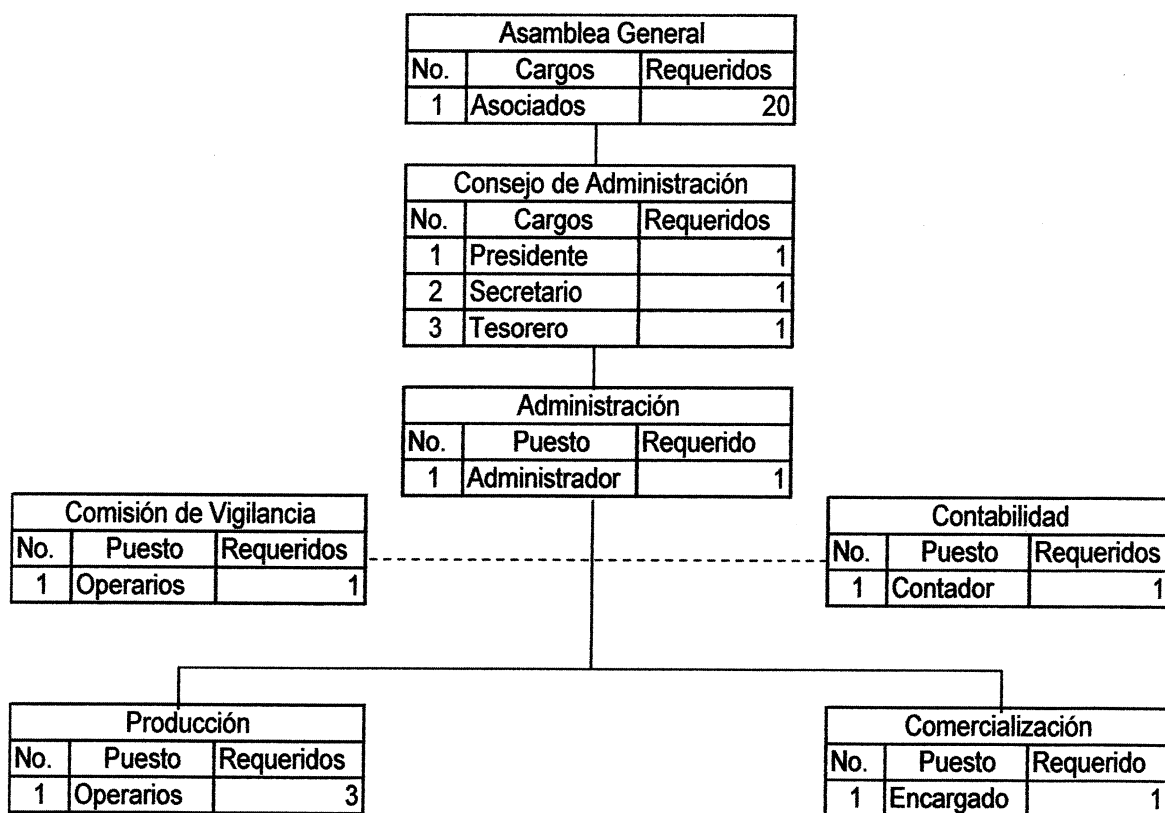 Asamblea General
No. Cargos Requeridos
1 Asociados 20
Consejo de Administración
No. Cargos Requeridos
1 Presidente 1
2 Secretario 1
3 Tesorero 1
Administración
No. Puesto Requerido
1 Administrador 1
Comisión de Vigilancia
No. Puesto Requeridos
1 Operarios 1
Contabilidad
No. Puesto Requeridos
1 Contador 1
Producción
No. Puesto Requeridos
1 Operarios 3
Comercialización
No. Puesto Requerido
1 Encargado 1